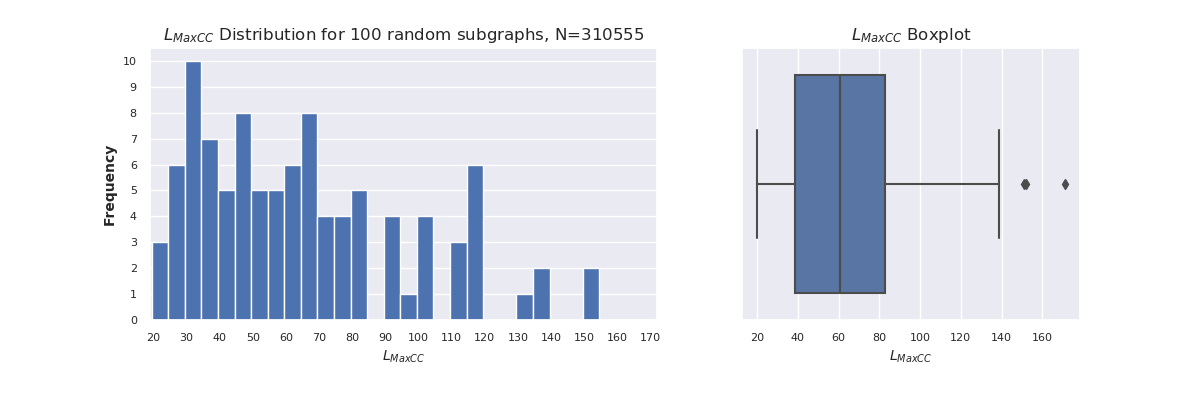 L_MaxCC Distribution for 100 random subgraphs, N=310555
Frequency
10
9
8
7
6
5
4
3
2
1
0
20 30 40 50 60 70 80 90 100 110 120 130 140 150 160 170
L_MaxCC
L_MaxCC Boxplot
20 40 60 80 100 120 140 160
L_MaxCC